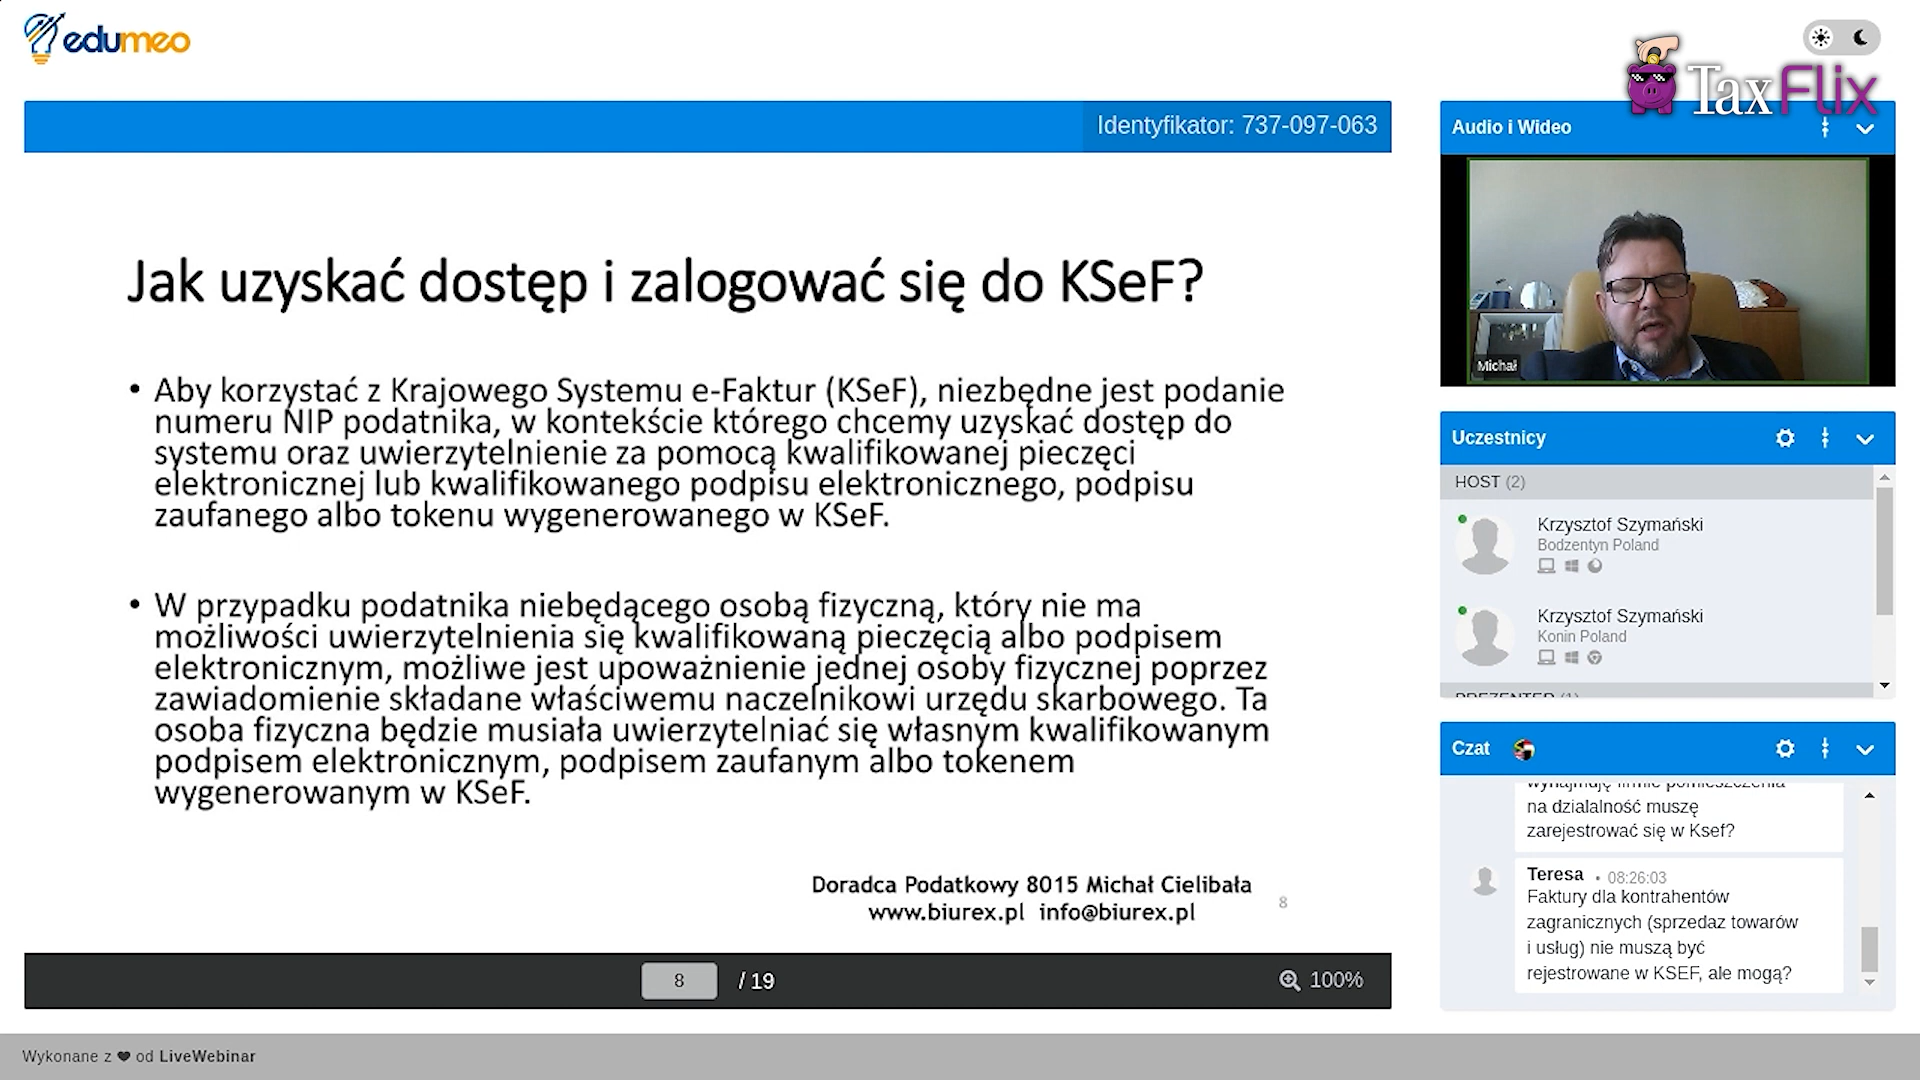 edumeo
TaxFlix
Identyfikator: 737-097-063
Jak uzyskać dostęp i zalogować się do KSeF?
• Aby korzystać z Krajowego Systemu e-Faktur (KSeF), niezbędne jest podanie
numeru NIP podatnika, w kontekście którego chcemy uzyskać dostęp do
systemu oraz uwierzytelnienie za pomocą kwalifikowanej pieczęci
elektronicznej lub kwalifikowanego podpisu elektronicznego, podpisu
zaufanego albo tokenu wygenerowanego w KSeF.
• W przypadku podatnika niebędącego osobą fizyczną, który nie ma
możliwości uwierzytelnienia się kwalifikowaną pieczęcią albo podpisem
elektronicznym, możliwe jest upoważnienie jednej osoby fizycznej poprzez
zawiadomienie składane właściwemu naczelnikowi urzędu skarbowego. Ta
osoba fizyczna będzie musiała uwierzytelniać się własnym kwalifikowanym
podpisem elektronicznym, podpisem zaufanym albo tokenem
wygenerowanym w KSeF.
Doradca Podatkowy 8015 Michał Cielibała
www.biurex.pl info@biurex.pl
8
8 / 19
100%
Audio i Wideo
Michał
Uczestnicy
HOST (2)
Krzysztof Szymański
Bodzentyn Poland
Krzysztof Szymański
Konin Poland
PREZENTER (1)
Czat
wynajmuję firmie pomieszczenia
na dzialalność muszę
zarejestrować się w Ksef?
Teresa • 08:26:03
Faktury dla kontrahentów
zagranicznych (sprzedaz towarów
i usług) nie muszą być
rejestrowane w KSEF, ale mogą?
Wykonane z ❤ od LiveWebinar